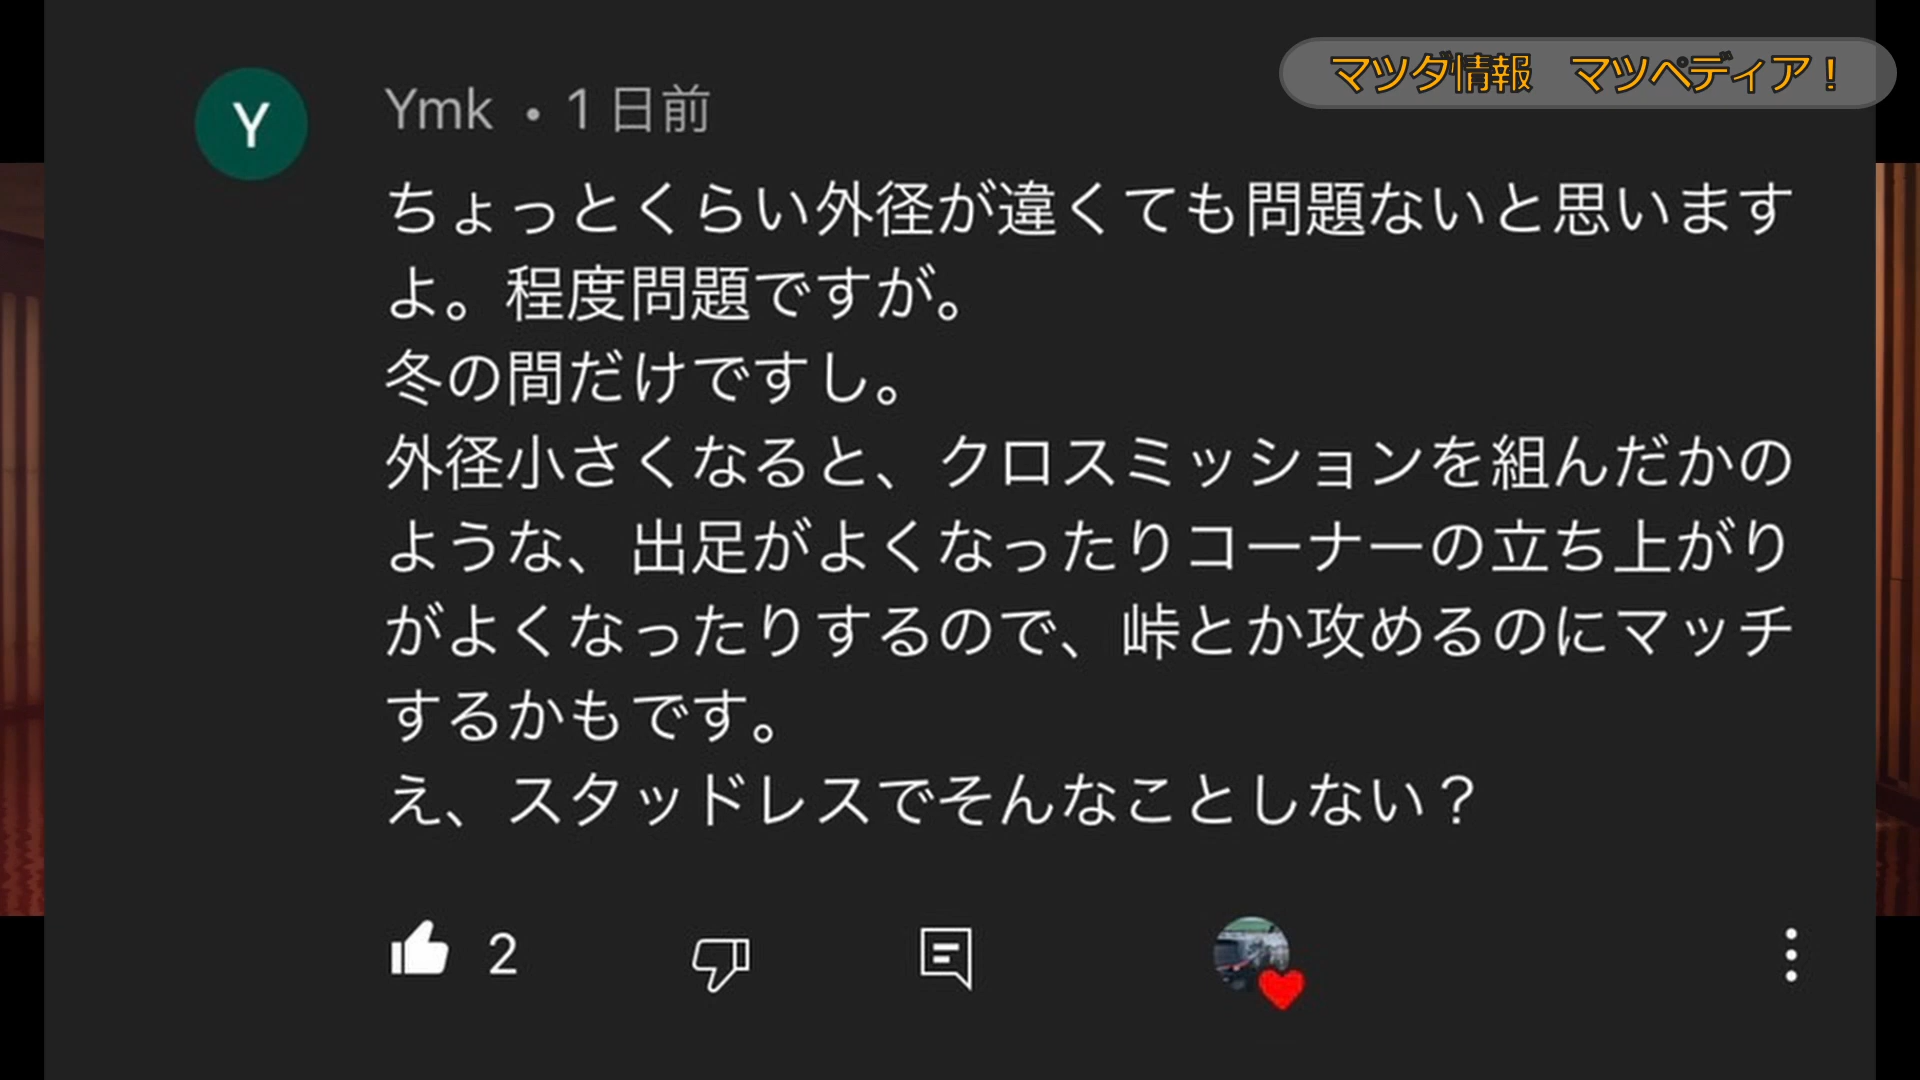 マツダ情報　マツペディア！
Y
Ymk • 1 日前
ちょっとくらい外径が違くても問題ないと思います
よ。程度問題ですが。
冬の間だけですし。
外径小さくなると、クロスミッションを組んだかの
ような、出足がよくなったりコーナーの立ち上がり
がよくなったりするので、峠とか攻めるのにマッチ
するかもです。
え、スタッドレスでそんなことしない？
2